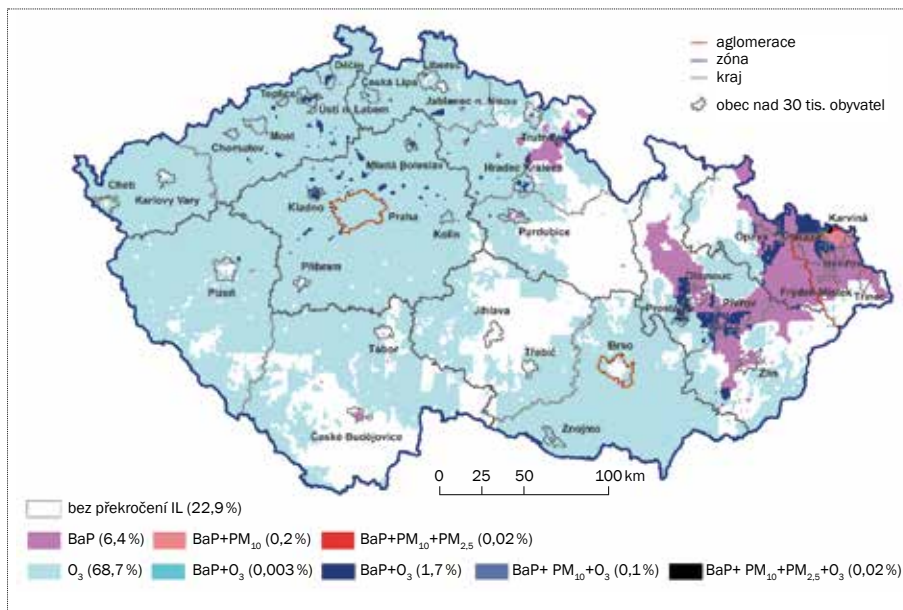 aglomerace
zóna
kraj
obec nad 30 tis. obyvatel
Děčín
Liberec
Teplice
Česká Lípa
Ústí n. Labem
Jablonec n. Nisou
Most
Chomutov
Trutnov
Mladá Boleslav
Hradec Králové
Cheb
Karlovy Vary
Kladno
Praha
Kolín
Pardubice
Karviná
Opava
Ostrava
Havířov
Plzeň
Příbram
Olomouc
Frýdek-Místek
Třinec
Jihlava
Prostějov
Přerov
Tábor
Třebíč
Brno
Zlín
Znojmo
České Budějovice
0 25 50 100 km
bez překročení IL (22,9 %)
BaP (6,4 %) BaP+PM10 (0,2 %) BaP+PM10+PM2,5 (0,02 %)
O3 (68,7 %) BaP+O3 (0,003 %) BaP+O3 (1,7 %) BaP+ PM10+O3 (0,1 %) BaP+ PM10+PM2,5+O3 (0,02 %)